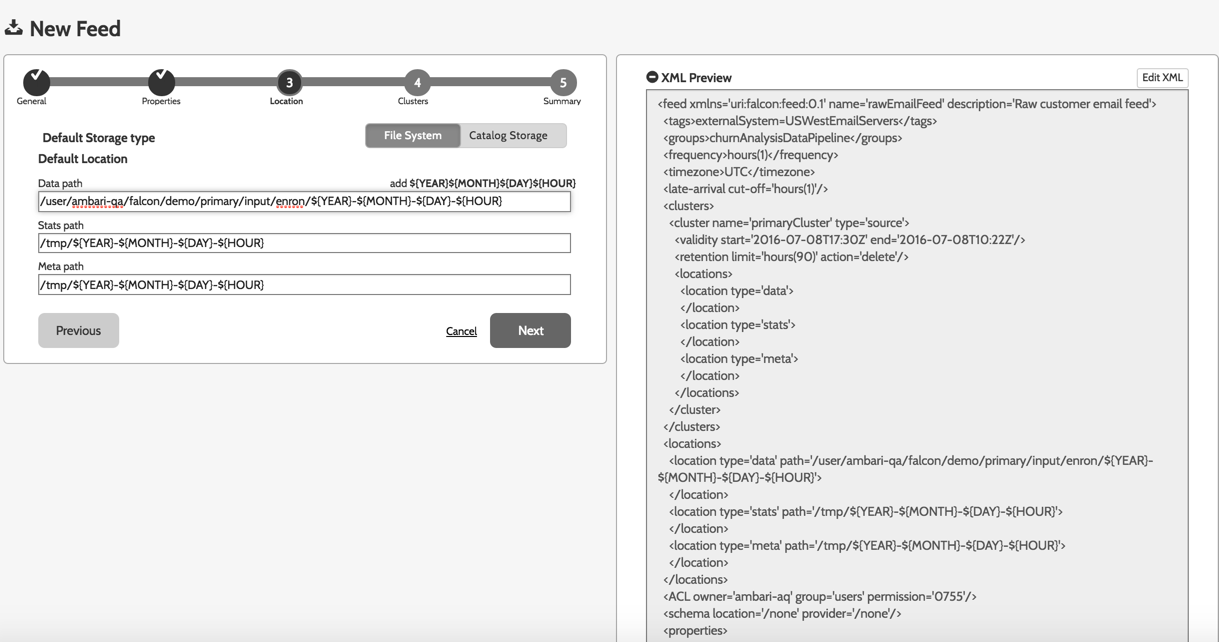 New Feed
3
4
5
General
Properties
Location
Clusters
Summary
Default Storage type
File System
Catalog Storage
Default Location
Data path
add ${YEAR}${MONTH}${DAY}${HOUR}
/user/ambari-qa/falcon/demo/primary/input/enron/${YEAR}-${MONTH}-${DAY}-${HOUR}
Stats path
/tmp/${YEAR}-${MONTH}-${DAY}-${HOUR}
Meta path
/tmp/${YEAR}-${MONTH}-${DAY}-${HOUR}
Previous
Cancel
Next
XML Preview
Edit XML
<feed xmlns='uri:falcon:feed:0.1' name='rawEmailFeed' description='Raw customer email feed'>
<tags>externalSystem=USWestEmailServers</tags>
<groups>churnAnalysisDataPipeline</groups>
<frequency>hours(1)</frequency>
<timezone>UTC</timezone>
<late-arrival cut-off='hours(1)'/>
<clusters>
<cluster name='primaryCluster' type='source'>
<validity start='2016-07-08T17:30Z' end='2016-07-08T10:22Z'/>
<retention limit='hours(90)' action='delete'/>
<locations>
<location type='data'>
</location>
<location type='stats'>
</location>
<location type='meta'>
</location>
</locations>
</cluster>
</clusters>
<locations>
<location type='data' path='/user/ambari-qa/falcon/demo/primary/input/enron/${YEAR}-
${MONTH}-${DAY}-${HOUR}'>
</location>
<location type='stats' path='/tmp/${YEAR}-${MONTH}-${DAY}-${HOUR}'>
</location>
<location type='meta' path='/tmp/${YEAR}-${MONTH}-${DAY}-${HOUR}'>
</location>
</locations>
<ACL owner='ambari-aq' group='users' permission='0755'/>
<schema location='/none' provider='/none'/>
<properties>